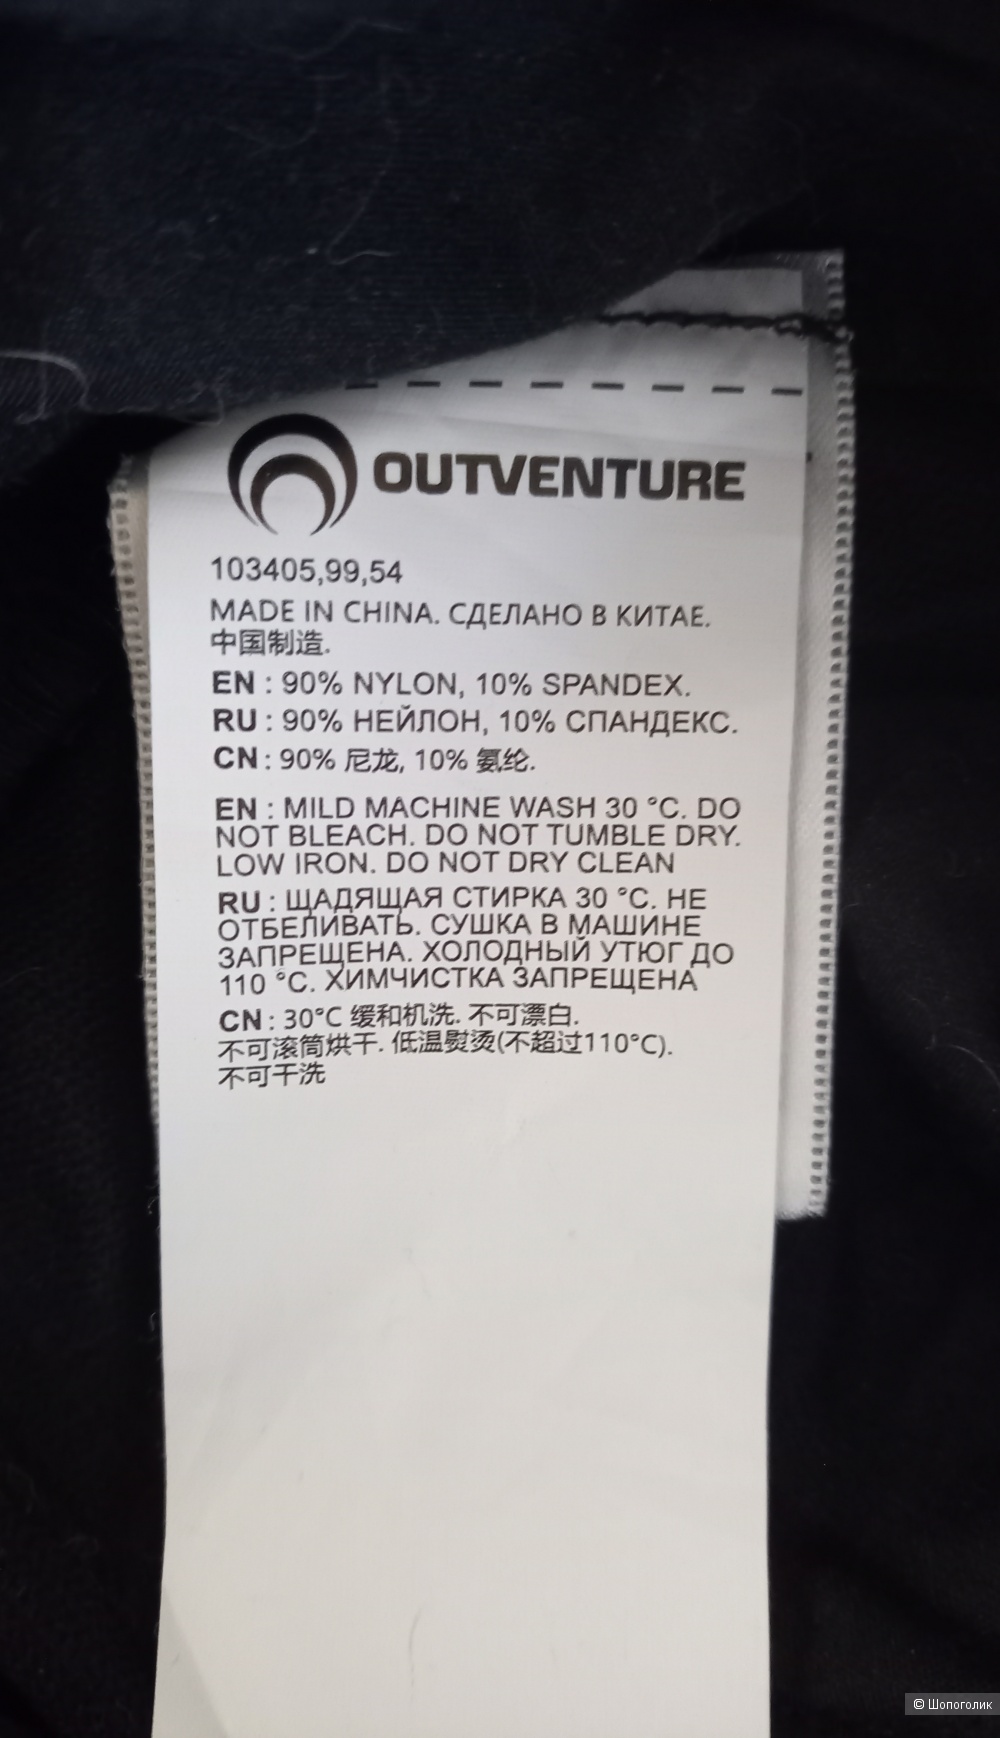 OUTVENTURE
103405,99,54
MADE IN CHINA. СДЕЛАНО В КИТАЕ.
中国制造.
EN : 90% NYLON, 10% SPANDEX.
RU : 90% НЕЙЛОН, 10% СПАНДЕКС.
CN : 90% 尼龙, 10% 氨纶.
EN : MILD MACHINE WASH 30 °C. DO
NOT BLEACH. DO NOT TUMBLE DRY.
LOW IRON. DO NOT DRY CLEAN
RU : ЩАДЯЩАЯ СТИРКА 30 °C. НЕ
ОТБЕЛИВАТЬ. СУШКА В МАШИНЕ
ЗАПРЕЩЕНА. ХОЛОДНЫЙ УТЮГ ДО
110 °C. ХИМЧИСТКА ЗАПРЕЩЕНА
CN : 30°C 缓和机洗. 不可漂白.
不可滚筒烘干. 低温熨烫(不超过110°C).
不可干洗
© Шопоголик